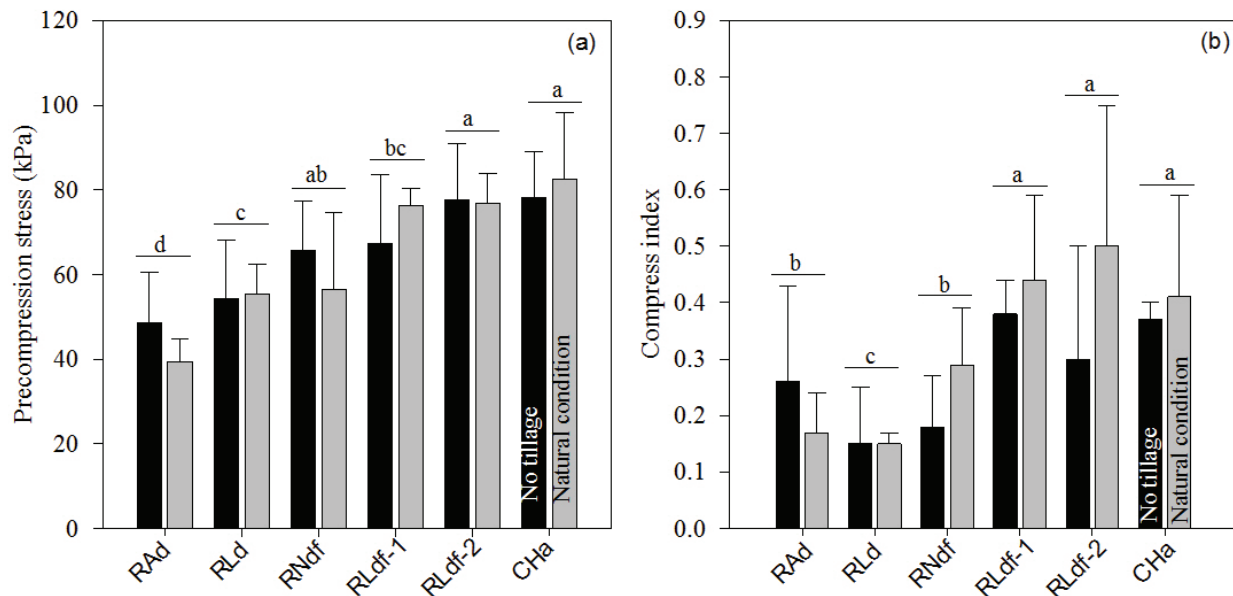 (a)
Precompression stress (kPa)
120
100
80
60
40
20
0
d
c
ab
bc
a
a
No tillage
Natural condition
RAd
RLd
RNdf
RLdf-1
RLdf-2
CHa
(b)
Compress index
0.9
0.8
0.7
0.6
0.5
0.4
0.3
0.2
0.1
0.0
b
c
b
a
a
a
No tillage
Natural condition
RAd
RLd
RNdf
RLdf-1
RLdf-2
CHa